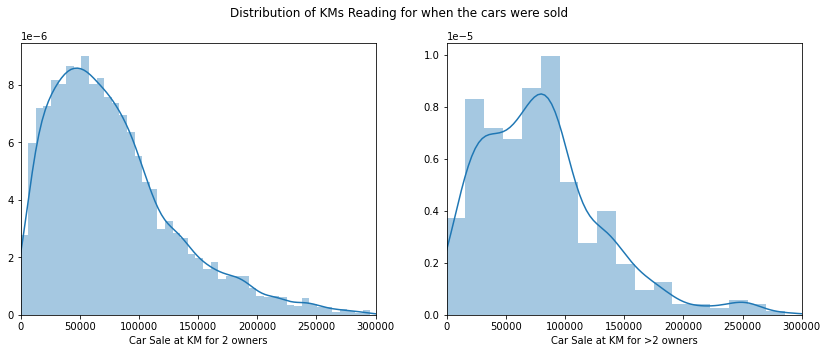 Distribution of KMs Reading for when the cars were sold
1e−6
8
6
4
2
0
0 50000 100000 150000 200000 250000 300000
Car Sale at KM for 2 owners
1e−5
1.0
0.8
0.6
0.4
0.2
0.0
0 50000 100000 150000 200000 250000 300000
Car Sale at KM for >2 owners